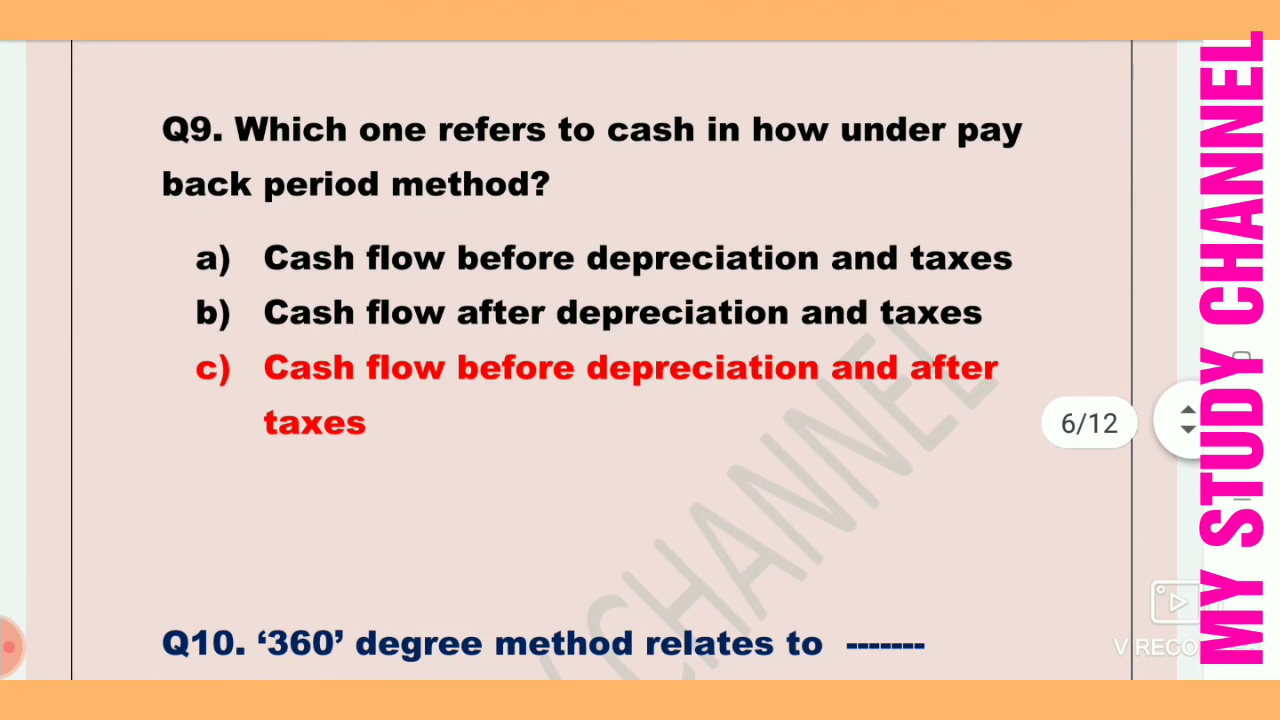 Q9. Which one refers to cash in how under pay
back period method?
a) Cash flow before depreciation and taxes
b) Cash flow after depreciation and taxes
c) Cash flow before depreciation and after
taxes
6/12
Q10. ‘360’ degree method relates to -------
MY STUDY CHANNEL
CHANNEL
V RECO